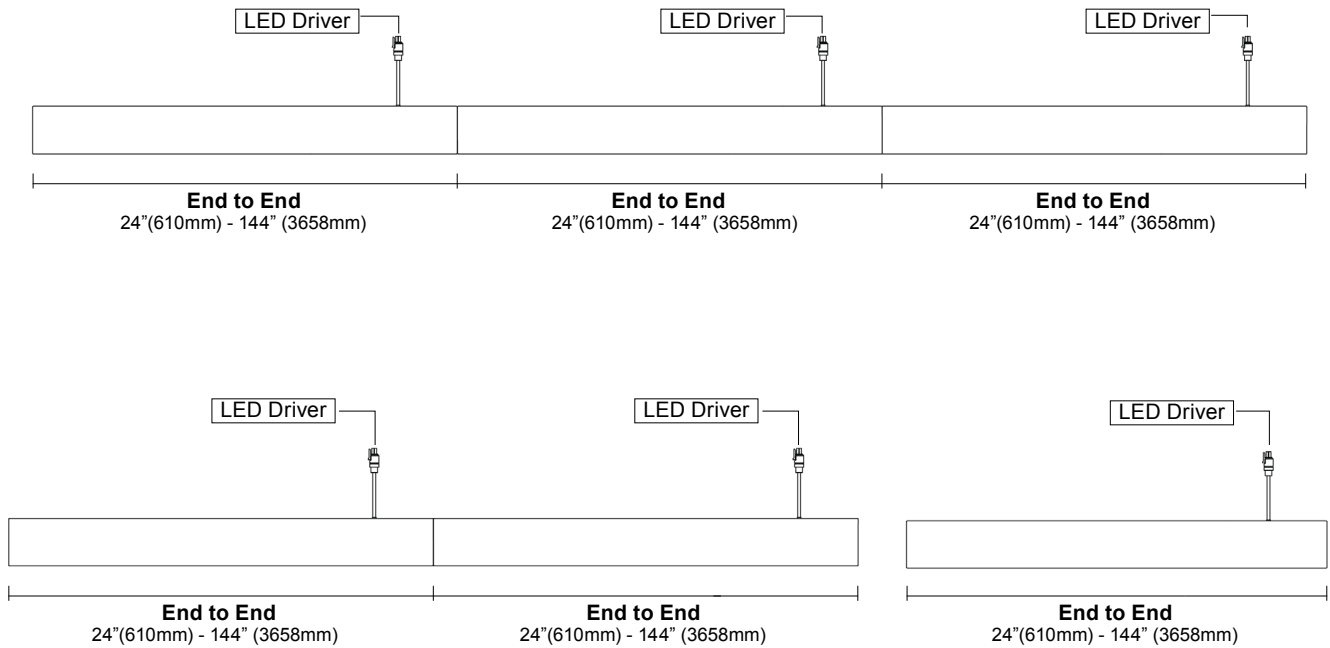 LED Driver
LED Driver
LED Driver
End to End
24”(610mm) - 144” (3658mm)
End to End
24”(610mm) - 144” (3658mm)
End to End
24”(610mm) - 144” (3658mm)
LED Driver
LED Driver
LED Driver
End to End
24”(610mm) - 144” (3658mm)
End to End
24”(610mm) - 144” (3658mm)
End to End
24”(610mm) - 144” (3658mm)